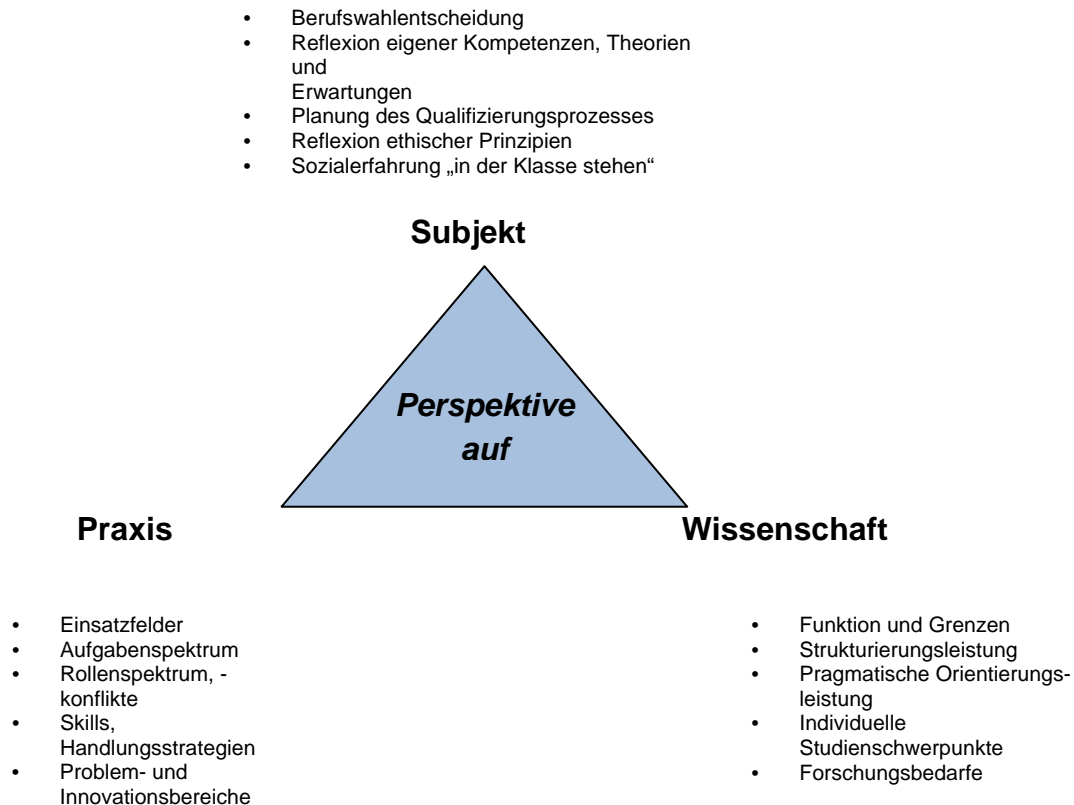 • Berufswahlentscheidung
• Reflexion eigener Kompetenzen, Theorien
und
Erwartungen
• Planung des Qualifizierungsprozesses
• Reflexion ethischer Prinzipien
• Sozialerfahrung „in der Klasse stehen“
Subjekt
Perspektive
auf
Praxis
Wissenschaft
• Einsatzfelder
• Aufgabenspektrum
• Rollenspektrum, -
konflikte
• Skills,
Handlungsstrategien
• Problem- und
Innovationsbereiche
• Funktion und Grenzen
• Strukturierungsleistung
• Pragmatische Orientierungs-
leistung
• Individuelle
Studienschwerpunkte
• Forschungsbedarfe